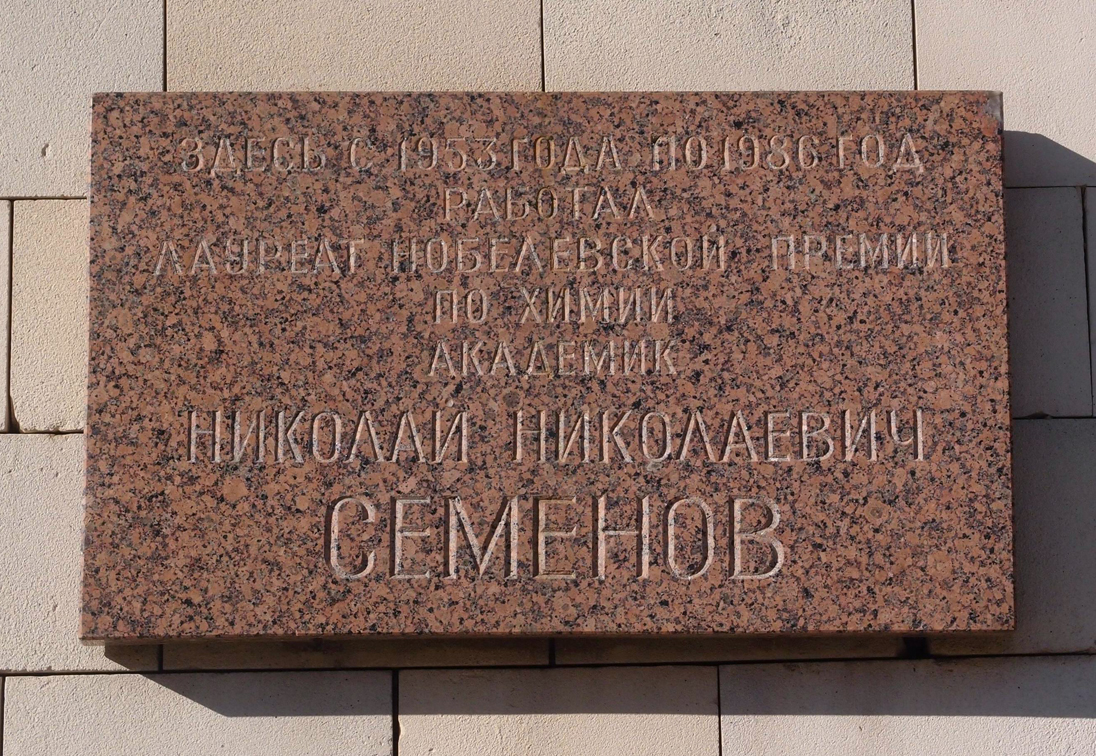 ЗДЕСЬ С 1953 ГОДА ПО 1986 ГОД
РАБОТАЛ
ЛАУРЕАТ НОБЕЛЕВСКОЙ ПРЕМИИ
ПО ХИМИИ
АКАДЕМИК
НИКОЛАЙ НИКОЛАЕВИЧ
СЕМЕНОВ